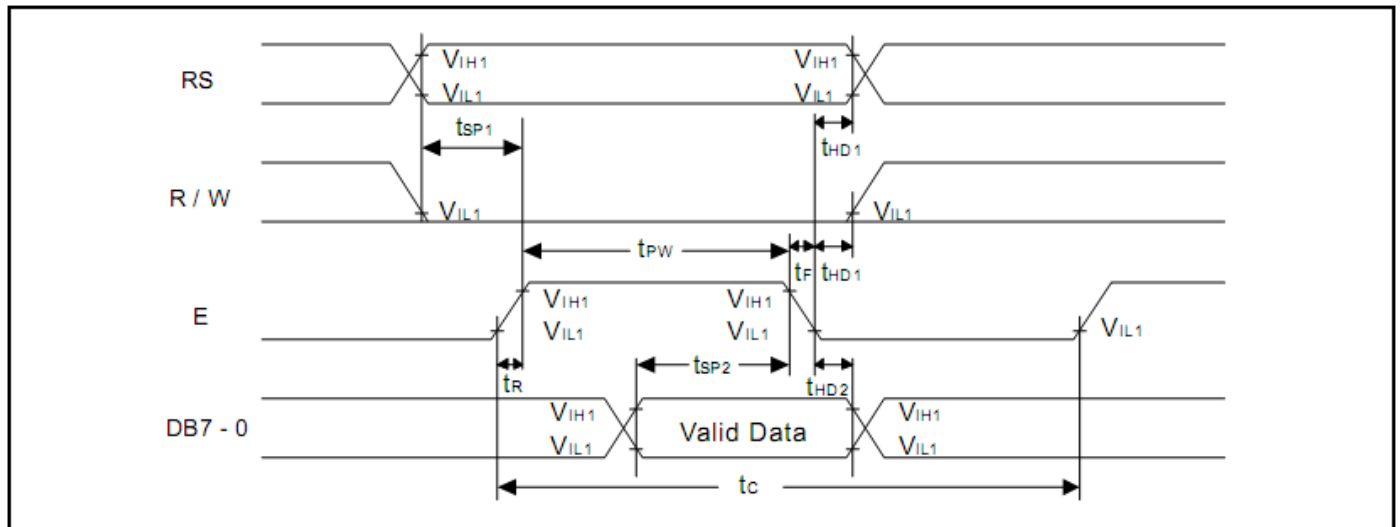 RS
VIH1
VIL1
VIH1
VIL1
tSP1
tHD1
R / W
VIL1
VIL1
tPW
tF
tHD1
E
VIH1
VIL1
VIH1
VIL1
VIL1
tR
tSP2
tHD2
DB7 - 0
VIH1
VIL1
Valid Data
VIH1
VIL1
tC